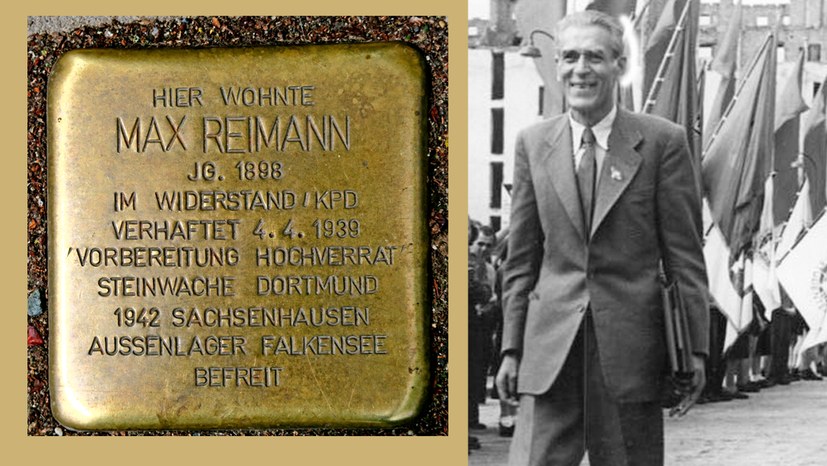 HIER WOHNTE
MAX REIMANN
JG. 1898
IM WIDERSTAND / KPD
VERHAFTET 4. 4. 1939
'VORBEREITUNG HOCHVERRAT'
STEINWACHE DORTMUND
1942 SACHSENHAUSEN
AUSSENLAGER FALKENSEE
BEFREIT